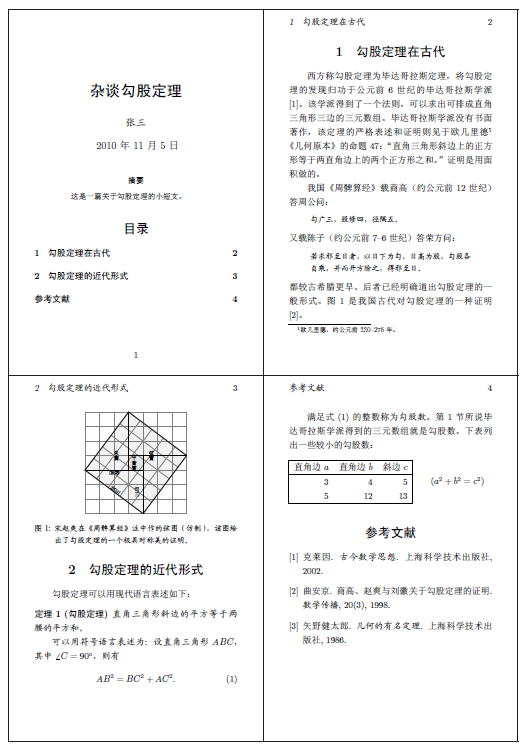 杂谈勾股定理
张三
2010 年 11 月 5 日
摘要
这是一篇关于勾股定理的小短文。
目录
1 勾股定理在古代 2
2 勾股定理的近代形式 3
参考文献 4
1
1 勾股定理在古代 2
1 勾股定理在古代
西方称勾股定理为毕达哥拉斯定理，将勾股定
理的发现归功于公元前 6 世纪的毕达哥拉斯学派
[1]。该学派得到了一个法则，可以求出可排成直角
三角形三边的三元数组。毕达哥拉斯学派没有书面
著作，该定理的严格表述和证明则见于欧几里德¹
《几何原本》的命题 47：“直角三角形斜边上的正方
形等于两直角边上的两个正方形之和。”证明是用面
积做的。
我国《周髀算经》载商高（约公元前 12 世纪）
答周公问：
勾广三，股修四，径隅五。
又载陈子（约公元前 7–6 世纪）答荣方问：
若求邪至日者，以日下为勾，日高为股，勾股各
自乘，并而开方除之，得邪至日。
都较古希腊更早。后者已经明确道出勾股定理的一
般形式。图 1 是我国古代对勾股定理的一种证明
[2]。
¹欧几里德，约公元前 330–275 年。
2 勾股定理的近代形式 3
图 1: 宋赵爽在《周髀算经》注中作的弦图（仿制），该图给
出了勾股定理的一个极具对称美的证明。
2 勾股定理的近代形式
勾股定理可以用现代语言表述如下：
定理 1 (勾股定理) 直角三角形斜边的平方等于两
腰的平方和。
可以用符号语言表述为：设直角三角形 ABC，
其中 ∠C = 90°，则有
AB² = BC² + AC². (1)
参考文献 4
满足式 (1) 的整数称为勾股数。第 1 节所说毕
达哥拉斯学派得到的三元数组就是勾股数。下表列
出一些较小的勾股数：
直角边 a 直角边 b 斜边 c
3 4 5 (a² + b² = c²)
5 12 13
参考文献
[1] 克莱因. 古今数学思想. 上海科学技术出版社,
2002.
[2] 曲安京. 商高、赵爽与刘徽关于勾股定理的证明.
数学传播, 20(3), 1998.
[3] 矢野健太郎. 几何的有名定理. 上海科学技术出
版社, 1986.